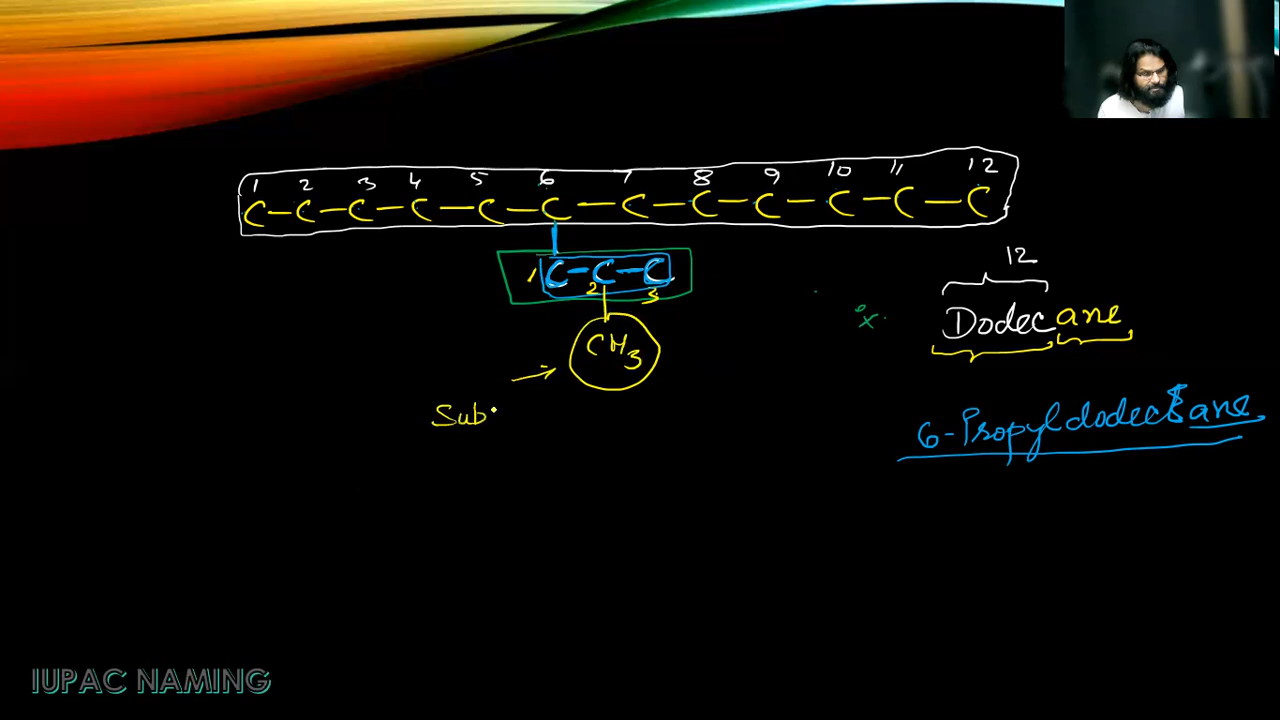 1 2 3 4 5 6 7 8 9 10 11 12
C-C-C-C-C-C-C-C-C-C-C-C
1 C-C-C
2 3
CH3
Sub
12
x
Dodecane
6-Propyldodecane
IUPAC NAMING